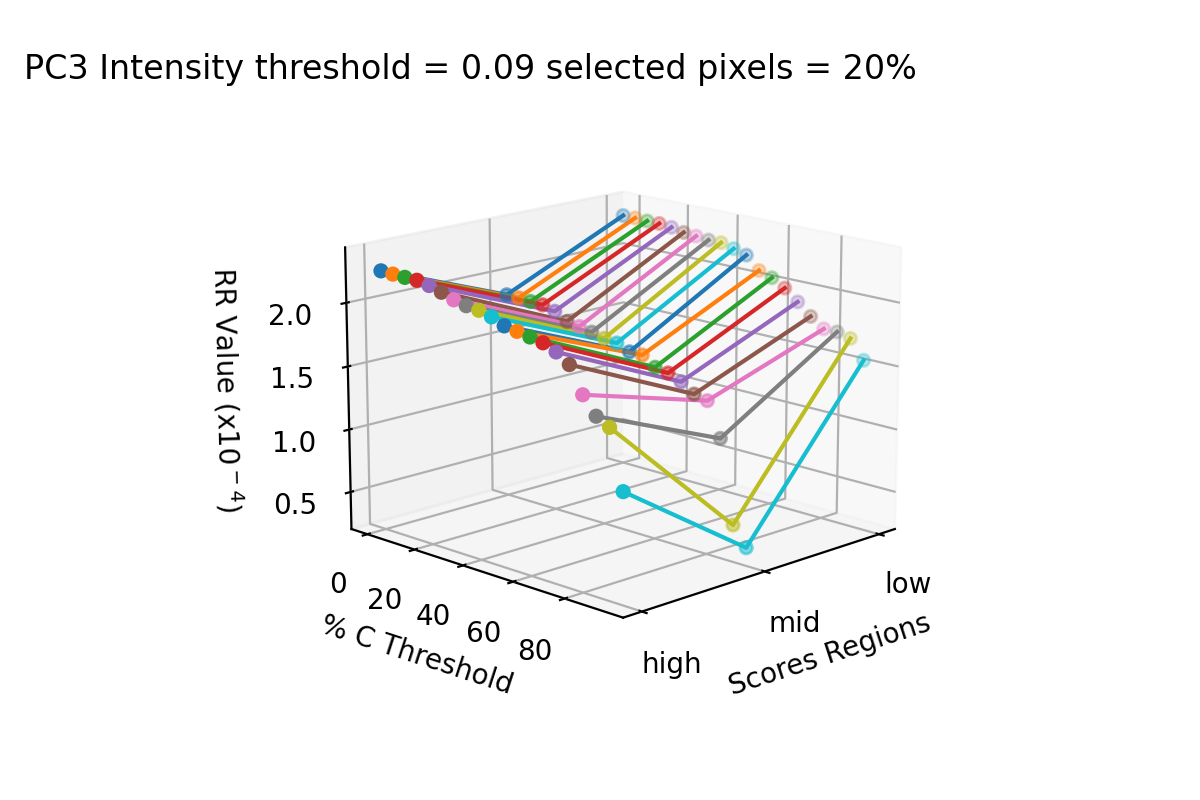 PC3 Intensity threshold = 0.09 selected pixels = 20%
RR Value (x10⁻⁴)
2.0
1.5
1.0
0.5
0
20
40
60
80
% C Threshold
high
mid
low
Scores Regions